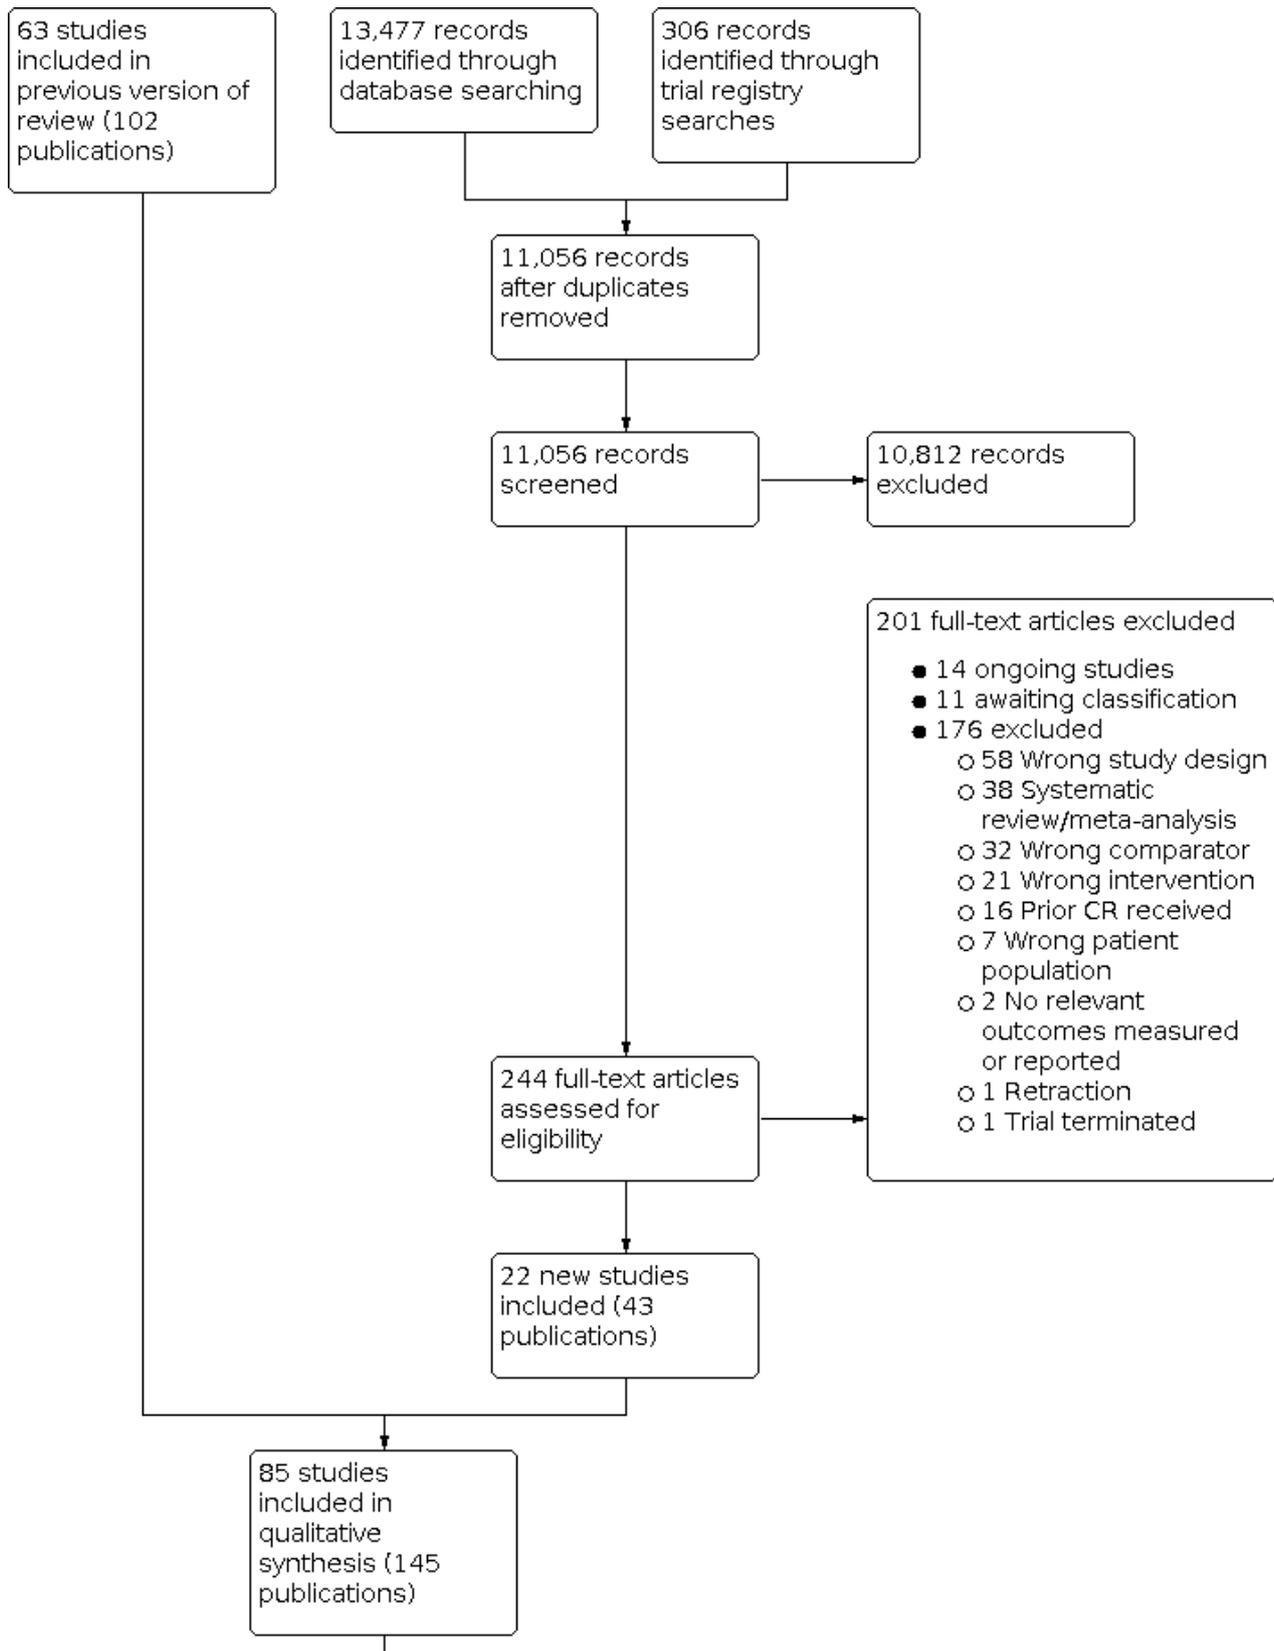 63 studies
included in
previous version of
review (102
publications)
13,477 records
identified through
database searching
306 records
identified through
trial registry
searches
11,056 records
after duplicates
removed
11,056 records
screened
10,812 records
excluded
201 full-text articles excluded
● 14 ongoing studies
● 11 awaiting classification
● 176 excluded
○ 58 Wrong study design
○ 38 Systematic
review/meta-analysis
○ 32 Wrong comparator
○ 21 Wrong intervention
○ 16 Prior CR received
○ 7 Wrong patient
population
○ 2 No relevant
outcomes measured
or reported
○ 1 Retraction
○ 1 Trial terminated
244 full-text articles
assessed for
eligibility
22 new studies
included (43
publications)
85 studies
included in
qualitative
synthesis (145
publications)